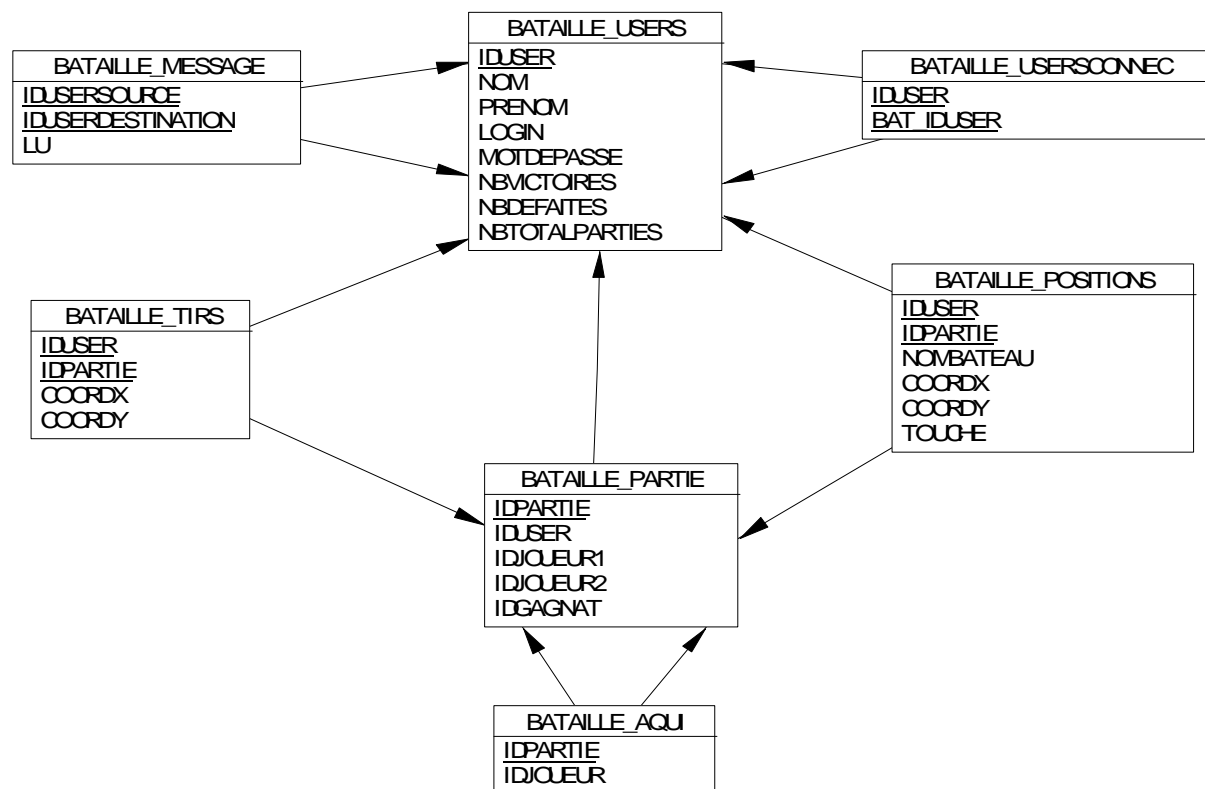 BATAILLE_USERS
IDUSER
NOM
PRENOM
LOGIN
MOTDEPASSE
NBVICTOIRES
NBDEFAITES
NBTOTALPARTIES
BATAILLE_MESSAGE
IDUSERSOURCE
IDUSERDESTINATION
LU
BATAILLE_USERSCONNEC
IDUSER
BAT_IDUSER
BATAILLE_TIRS
IDUSER
IDPARTIE
COORDX
COORDY
BATAILLE_POSITIONS
IDUSER
IDPARTIE
NOMBATEAU
COORDX
COORDY
TOUCHE
BATAILLE_PARTIE
IDPARTIE
IDUSER
IDJOUEUR1
IDJOUEUR2
IDGAGNAT
BATAILLE_AQUI
IDPARTIE
IDJOUEUR